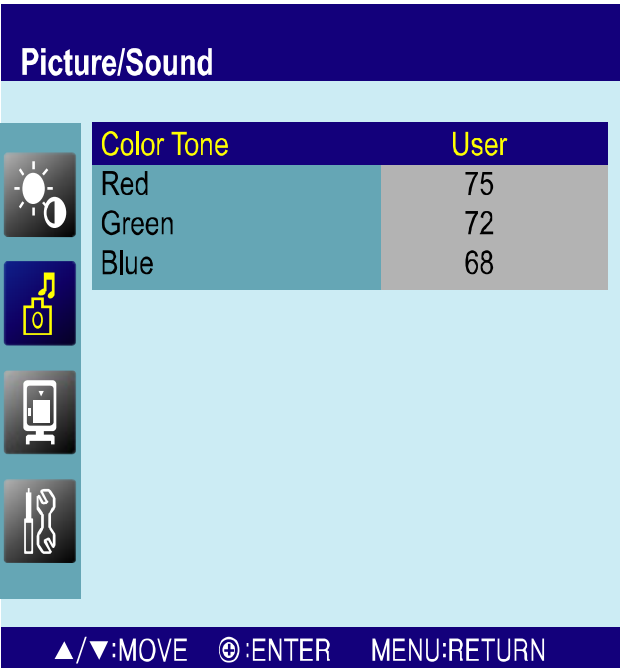 Picture/Sound
Color Tone User
Red 75
Green 72
Blue 68
▲/▼:MOVE ⊕:ENTER MENU:RETURN